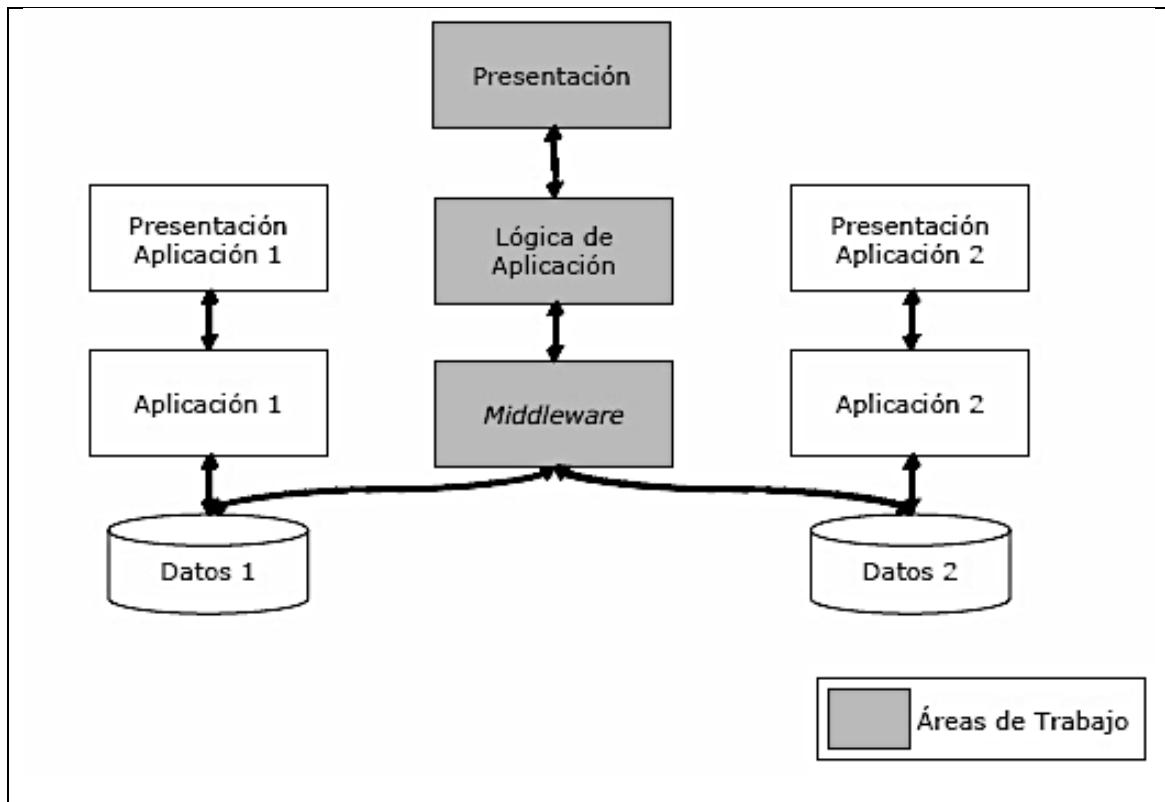 Presentación
Presentación
Aplicación 1
Lógica de
Aplicación
Presentación
Aplicación 2
Aplicación 1
Middleware
Aplicación 2
Datos 1
Datos 2
Áreas de Trabajo